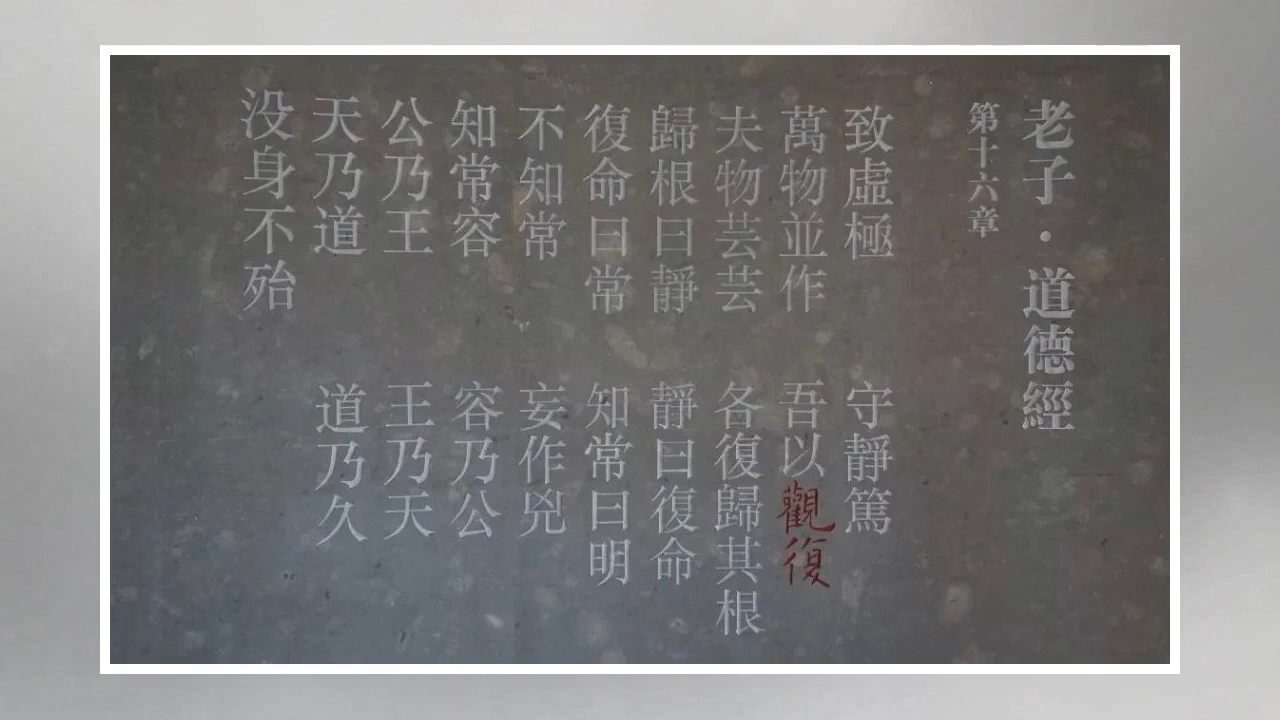 老子·道德經
第十六章
致虛極 守靜篤
萬物並作 吾以觀復
夫物芸芸 各復歸其根
歸根曰靜 靜曰復命
復命曰常 知常曰明
不知常 妄作兇
知常容 容乃公
公乃王 王乃天
天乃道 道乃久
没身不殆